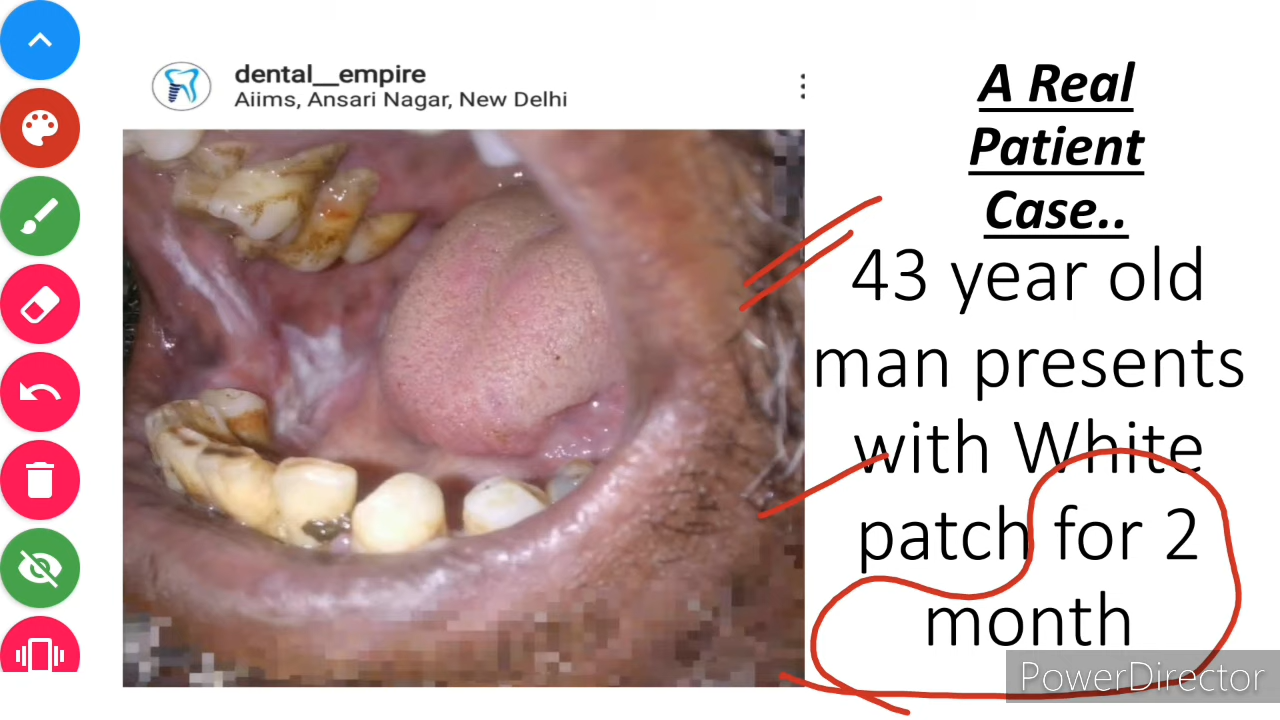 dental__empire
Aiims, Ansari Nagar, New Delhi
A Real
Patient
Case..
43 year old
man presents
with White
patch for 2
month
PowerDirector